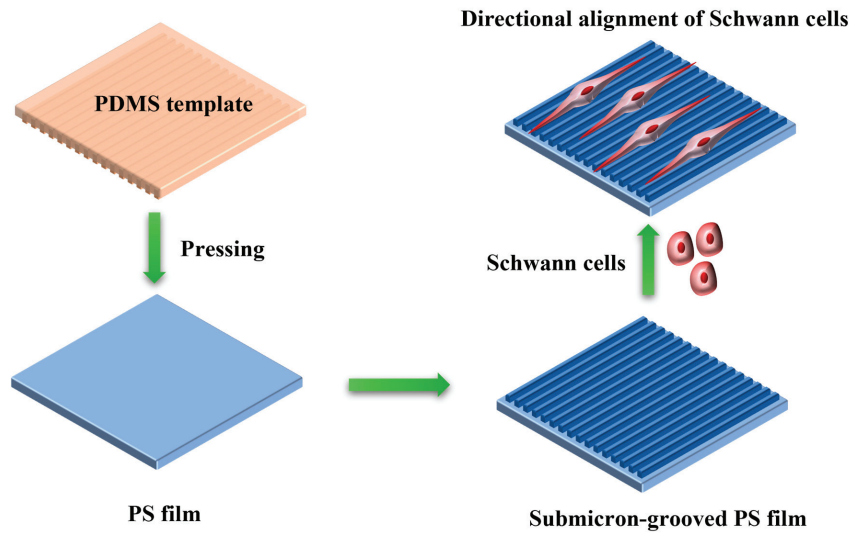 PDMS template
Pressing
PS film
Submicron-grooved PS film
Schwann cells
Directional alignment of Schwann cells